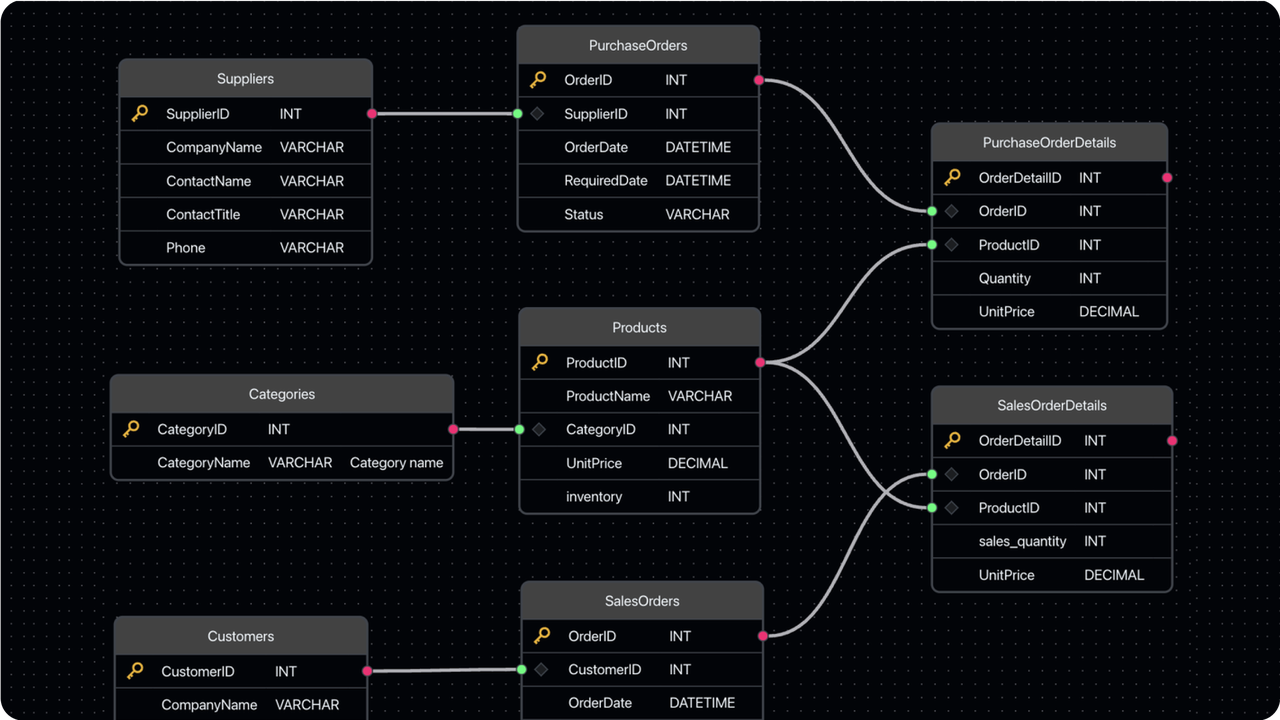 Suppliers
SupplierID INT
CompanyName VARCHAR
ContactName VARCHAR
ContactTitle VARCHAR
Phone VARCHAR
PurchaseOrders
OrderID INT
SupplierID INT
OrderDate DATETIME
RequiredDate DATETIME
Status VARCHAR
PurchaseOrderDetails
OrderDetailID INT
OrderID INT
ProductID INT
Quantity INT
UnitPrice DECIMAL
Categories
CategoryID INT
CategoryName VARCHAR Category name
Products
ProductID INT
ProductName VARCHAR
CategoryID INT
UnitPrice DECIMAL
inventory INT
SalesOrderDetails
OrderDetailID INT
OrderID INT
ProductID INT
sales_quantity INT
UnitPrice DECIMAL
Customers
CustomerID INT
CompanyName VARCHAR
SalesOrders
OrderID INT
CustomerID INT
OrderDate DATETIME